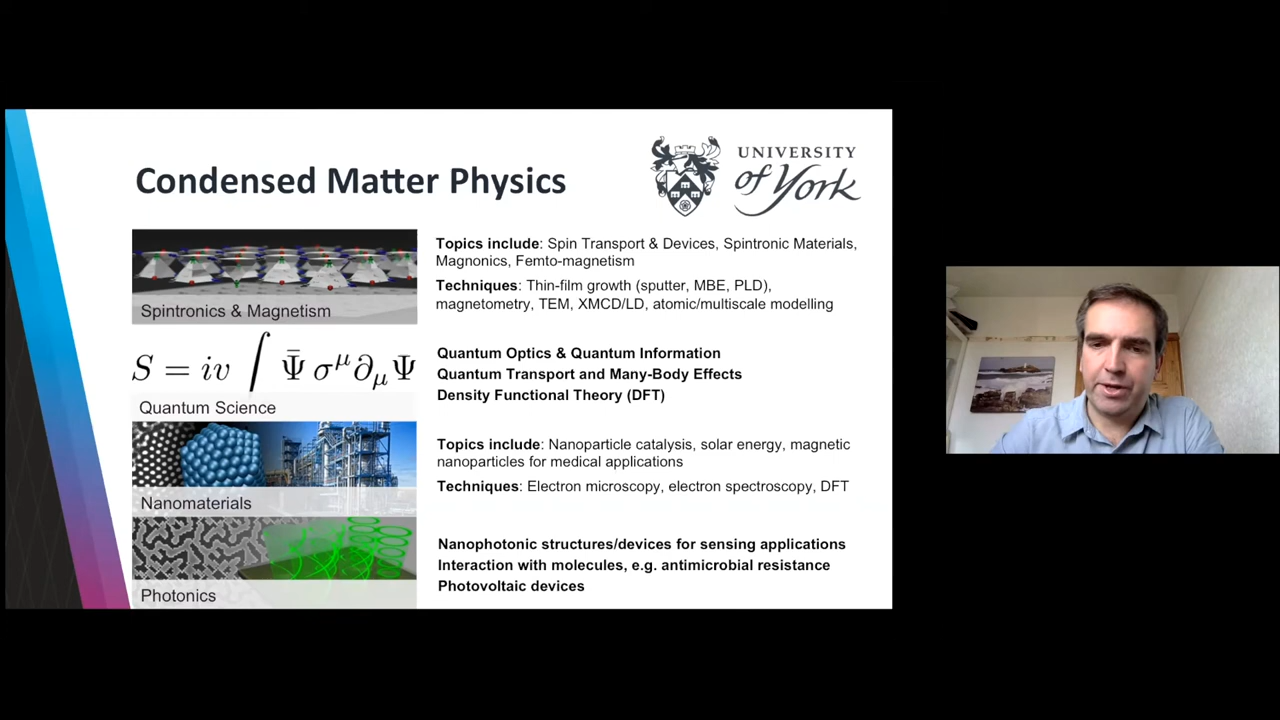 Condensed Matter Physics
UNIVERSITY
of York
Spintronics & Magnetism
Topics include: Spin Transport & Devices, Spintronic Materials,
Magnonics, Femto-magnetism
Techniques: Thin-film growth (sputter, MBE, PLD),
magnetometry, TEM, XMCD/LD, atomic/multiscale modelling
S = iv ∫ Ψ̄ σ^μ ∂_μ Ψ
Quantum Science
Quantum Optics & Quantum Information
Quantum Transport and Many-Body Effects
Density Functional Theory (DFT)
Nanomaterials
Topics include: Nanoparticle catalysis, solar energy, magnetic
nanoparticles for medical applications
Techniques: Electron microscopy, electron spectroscopy, DFT
Photonics
Nanophotonic structures/devices for sensing applications
Interaction with molecules, e.g. antimicrobial resistance
Photovoltaic devices